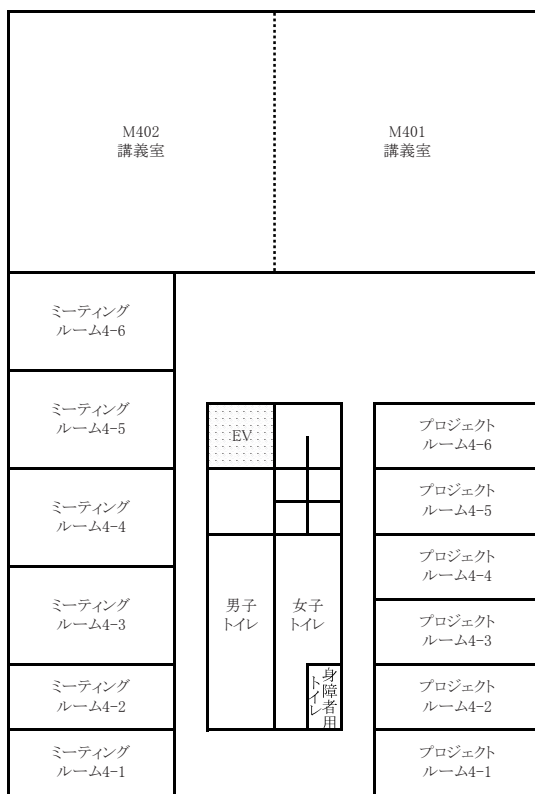 M402
講義室
M401
講義室
ミーティング
ルーム4-6
ミーティング
ルーム4-5
EV
プロジェクト
ルーム4-6
ミーティング
ルーム4-4
プロジェクト
ルーム4-5
プロジェクト
ルーム4-4
ミーティング
ルーム4-3
男子
トイレ
女子
トイレ
プロジェクト
ルーム4-3
ミーティング
ルーム4-2
身障者用
トイレ
プロジェクト
ルーム4-2
ミーティング
ルーム4-1
プロジェクト
ルーム4-1